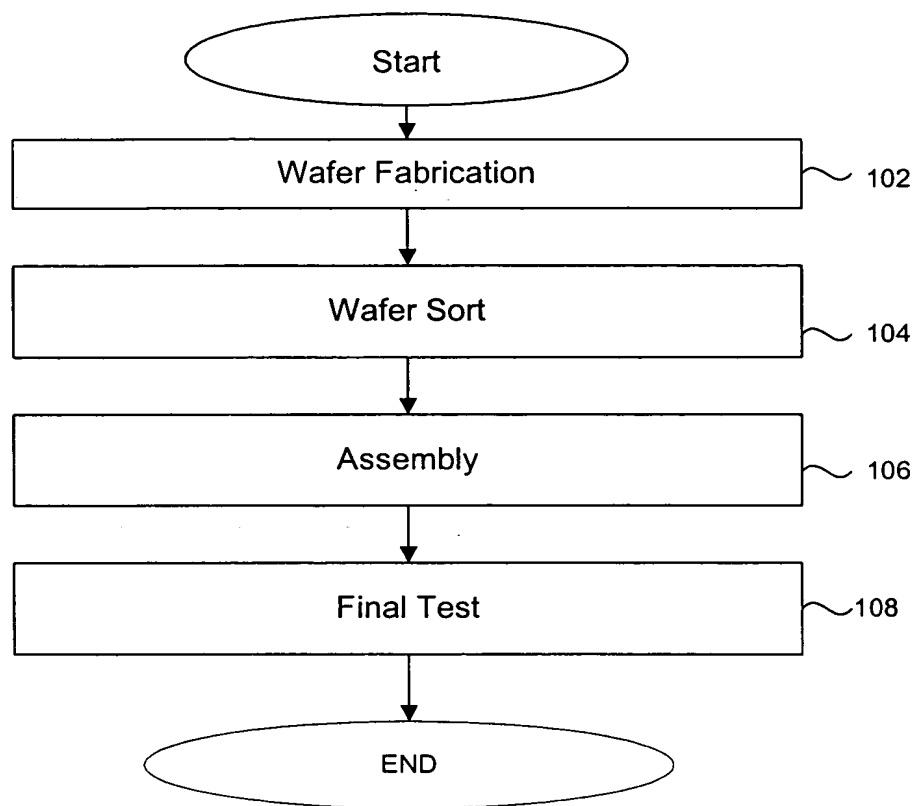 Start
Wafer Fabrication
102
Wafer Sort
104
Assembly
106
Final Test
108
END